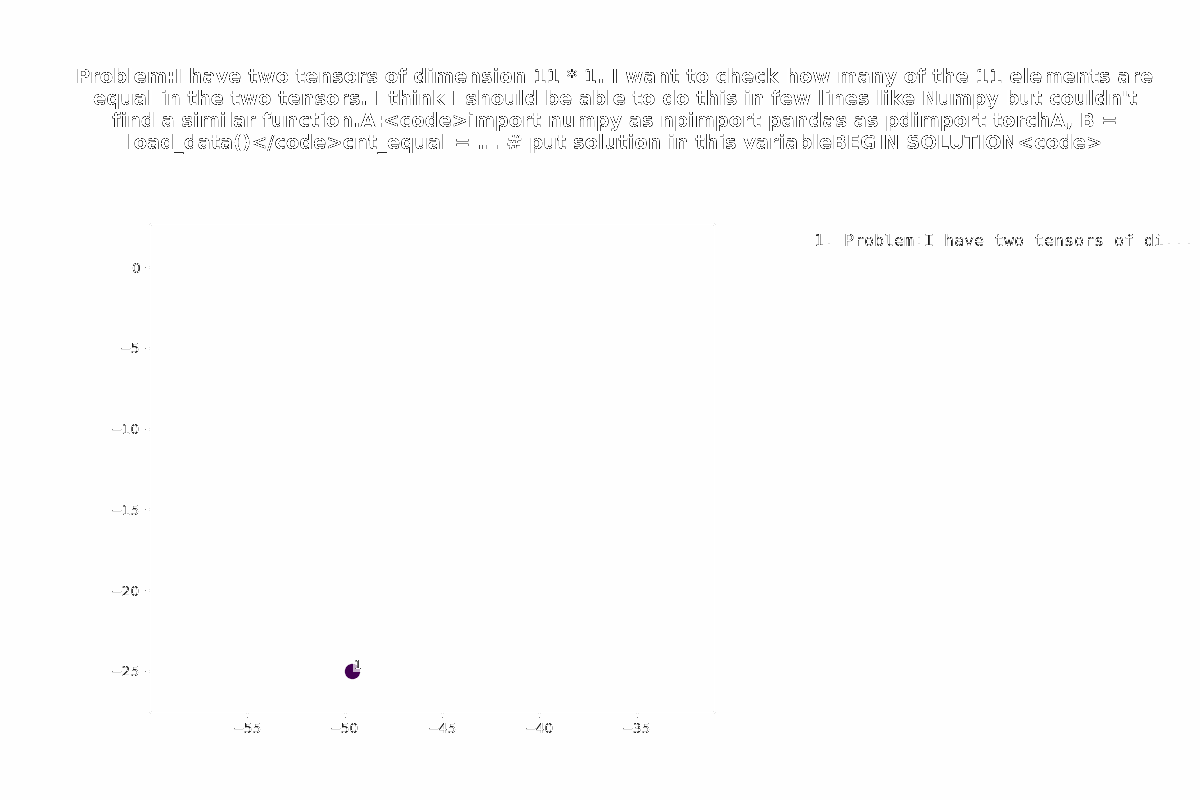 Problem:I have two tensors of dimension 11 * 1. I want to check how many of the 11 elements are
equal in the two tensors. I think I should be able to do this in few lines like Numpy but couldn't
find a similar function.A:<code>import numpy as npimport pandas as pdimport torchA, B =
load_data()</code>cnt_equal = ... # put solution in this variableBEGIN SOLUTION<code>
1. Problem:I have two tensors of di...
0
−5
−10
−15
−20
−25
1
−55 −50 −45 −40 −35